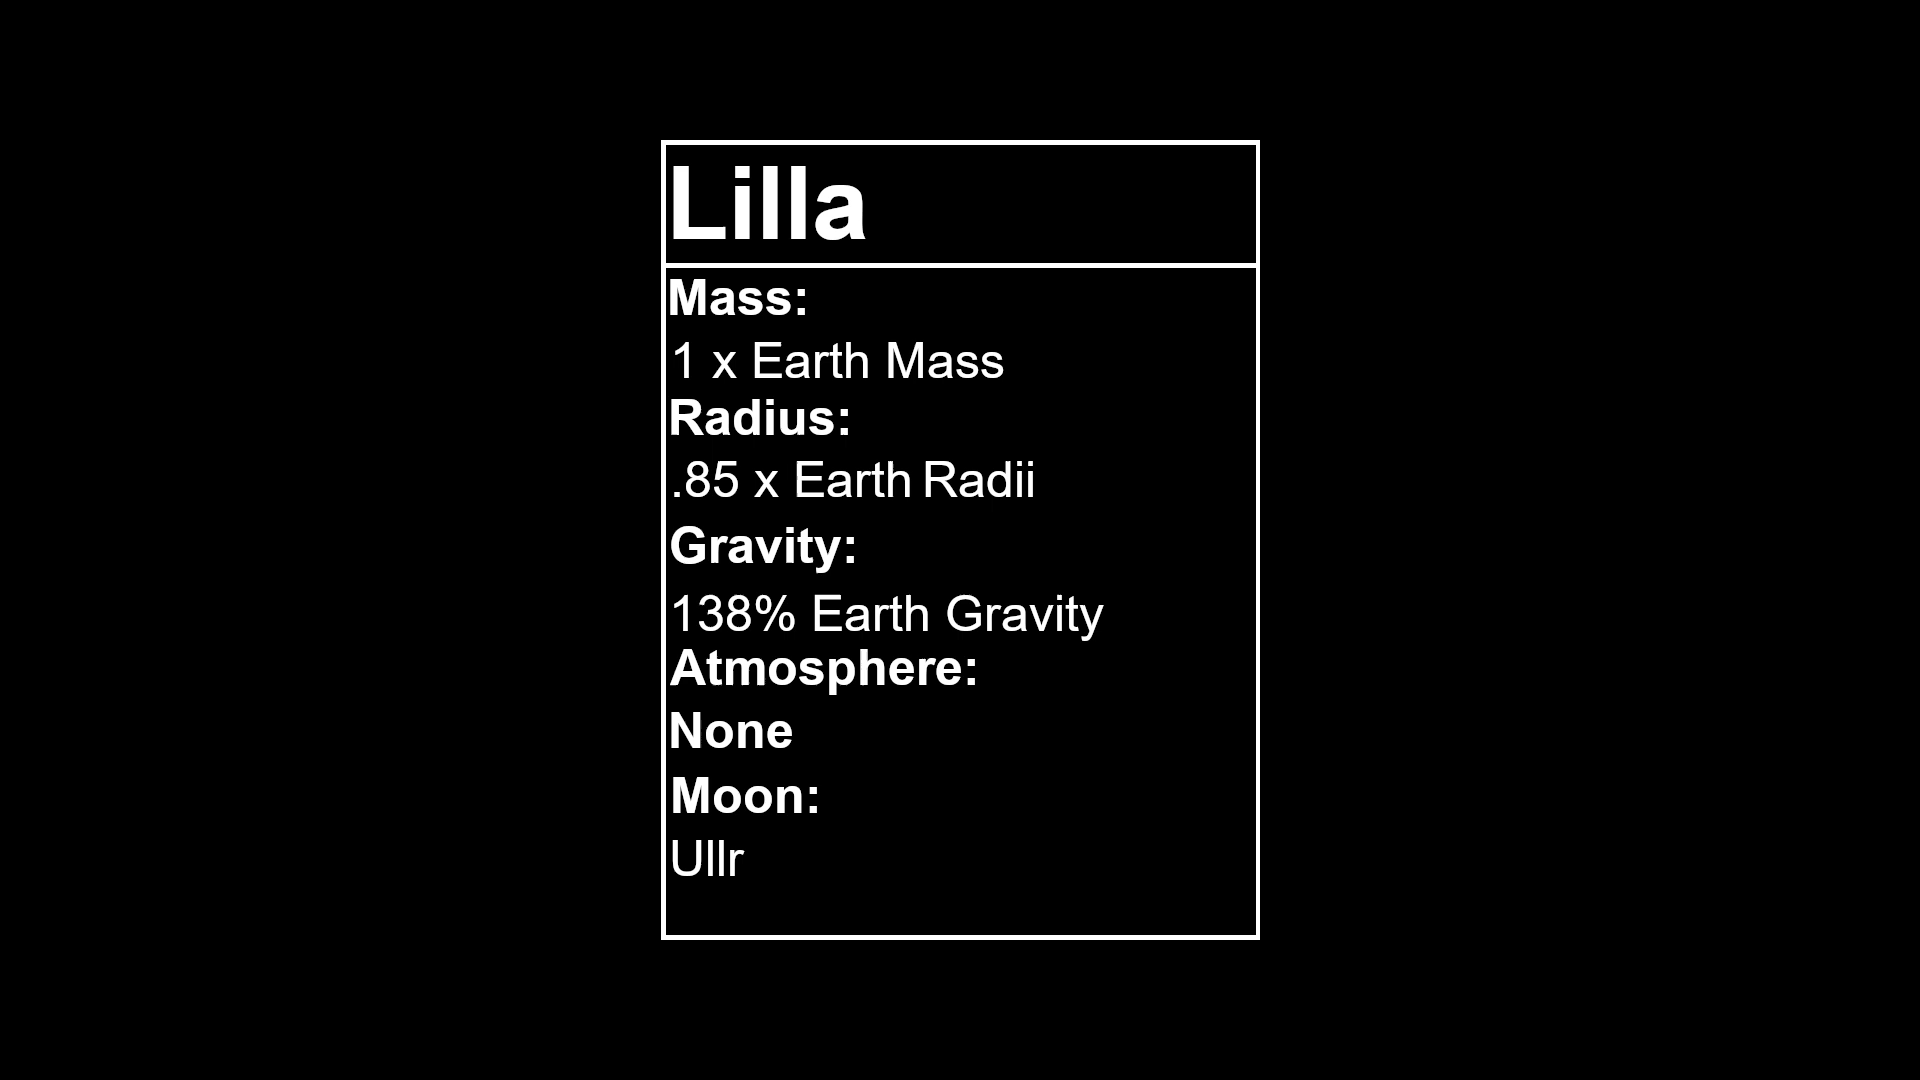 Lilla
Mass:
1 x Earth Mass
Radius:
.85 x Earth Radii
Gravity:
138% Earth Gravity
Atmosphere:
None
Moon:
Ullr